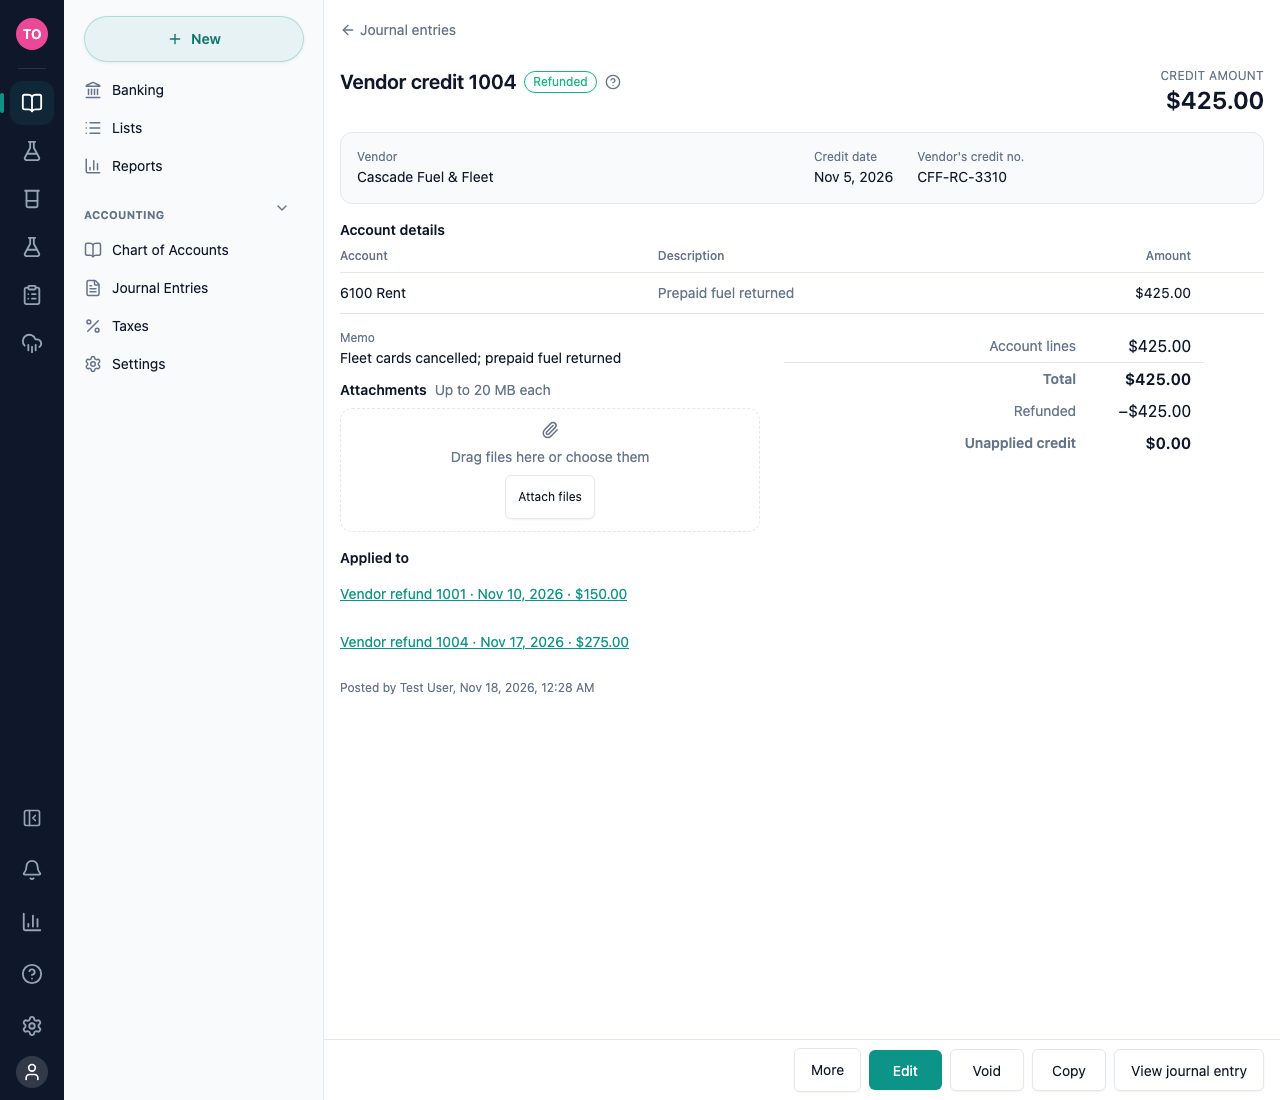 TO
New
Banking
Lists
Reports
ACCOUNTING
Chart of Accounts
Journal Entries
Taxes
Settings
Journal entries
Vendor credit 1004
Refunded
CREDIT AMOUNT
$425.00
Vendor
Cascade Fuel & Fleet
Credit date
Nov 5, 2026
Vendor's credit no.
CFF-RC-3310
Account details
Account Description Amount
6100 Rent Prepaid fuel returned $425.00
Memo
Fleet cards cancelled; prepaid fuel returned
Account lines $425.00
Total $425.00
Refunded –$425.00
Unapplied credit $0.00
Attachments Up to 20 MB each
Drag files here or choose them
Attach files
Applied to
Vendor refund 1001 · Nov 10, 2026 · $150.00
Vendor refund 1004 · Nov 17, 2026 · $275.00
Posted by Test User, Nov 18, 2026, 12:28 AM
More Edit Void Copy View journal entry